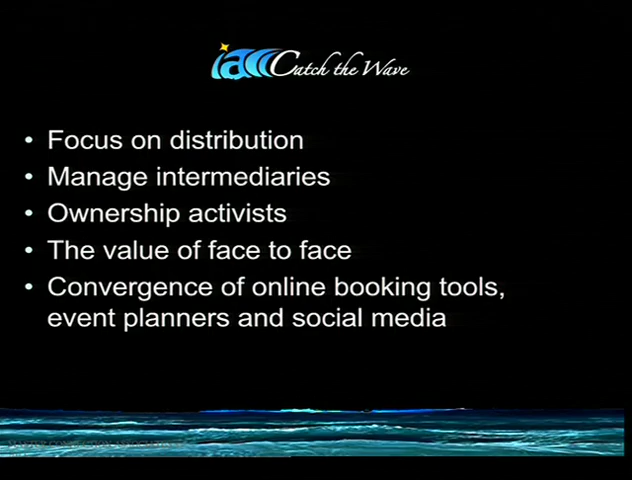 iacc Catch the Wave
• Focus on distribution
• Manage intermediaries
• Ownership activists
• The value of face to face
• Convergence of online booking tools,
event planners and social media